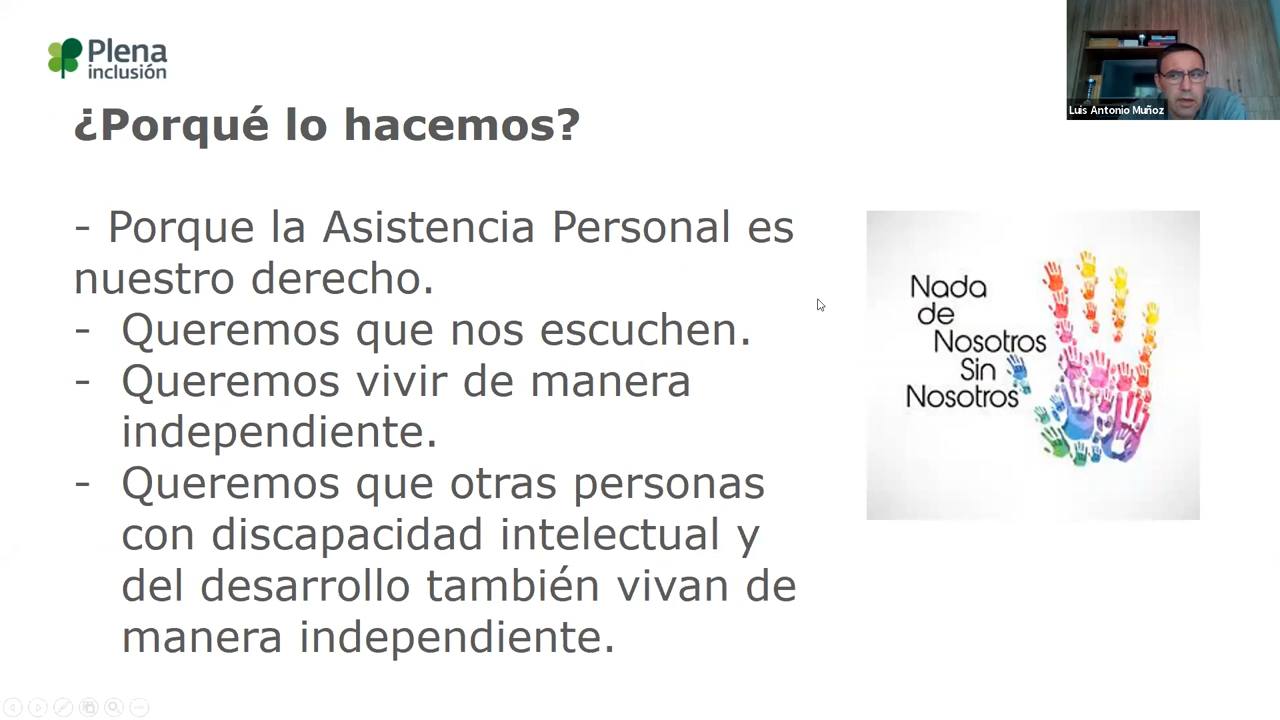 Plena
inclusión
Luis Antonio Muñoz
¿Porqué lo hacemos?
- Porque la Asistencia Personal es
nuestro derecho.
- Queremos que nos escuchen.
- Queremos vivir de manera
independiente.
- Queremos que otras personas
con discapacidad intelectual y
del desarrollo también vivan de
manera independiente.
Nada
de
Nosotros
Sin
Nosotros